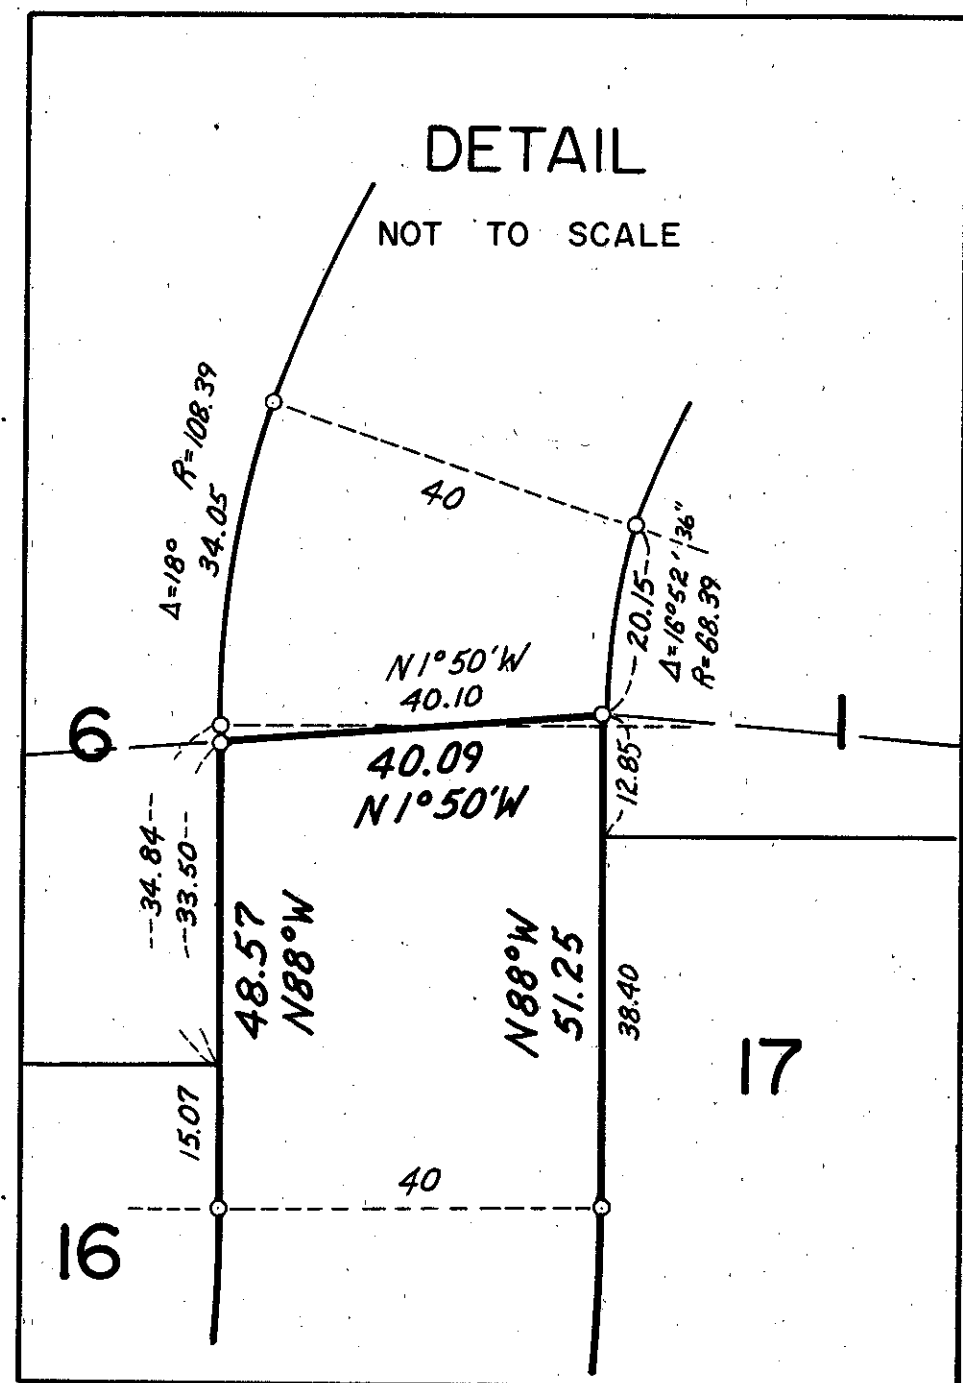 DETAIL
NOT TO SCALE
R=108.39
Δ=18°
34.05
40
20.15
Δ=16°52'36"
R=68.39
N1°50'W
40.10
6
1
40.09
N1°50'W
12.85
34.84
33.50
48.57
N88°W
N88°W
51.25
38.40
17
15.07
40
16